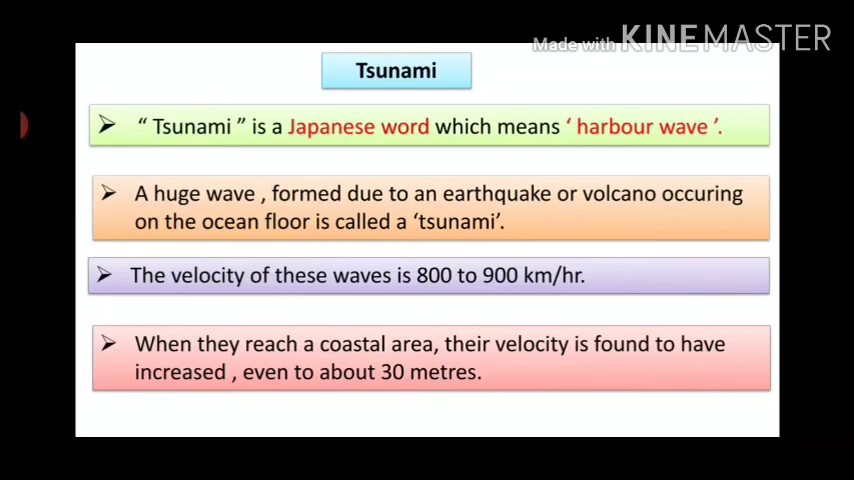 Made with KINEMASTER
Tsunami
➢ “ Tsunami ” is a Japanese word which means ‘ harbour wave ’.
➢ A huge wave , formed due to an earthquake or volcano occuring
on the ocean floor is called a ‘tsunami’.
➢ The velocity of these waves is 800 to 900 km/hr.
➢ When they reach a coastal area, their velocity is found to have
increased , even to about 30 metres.